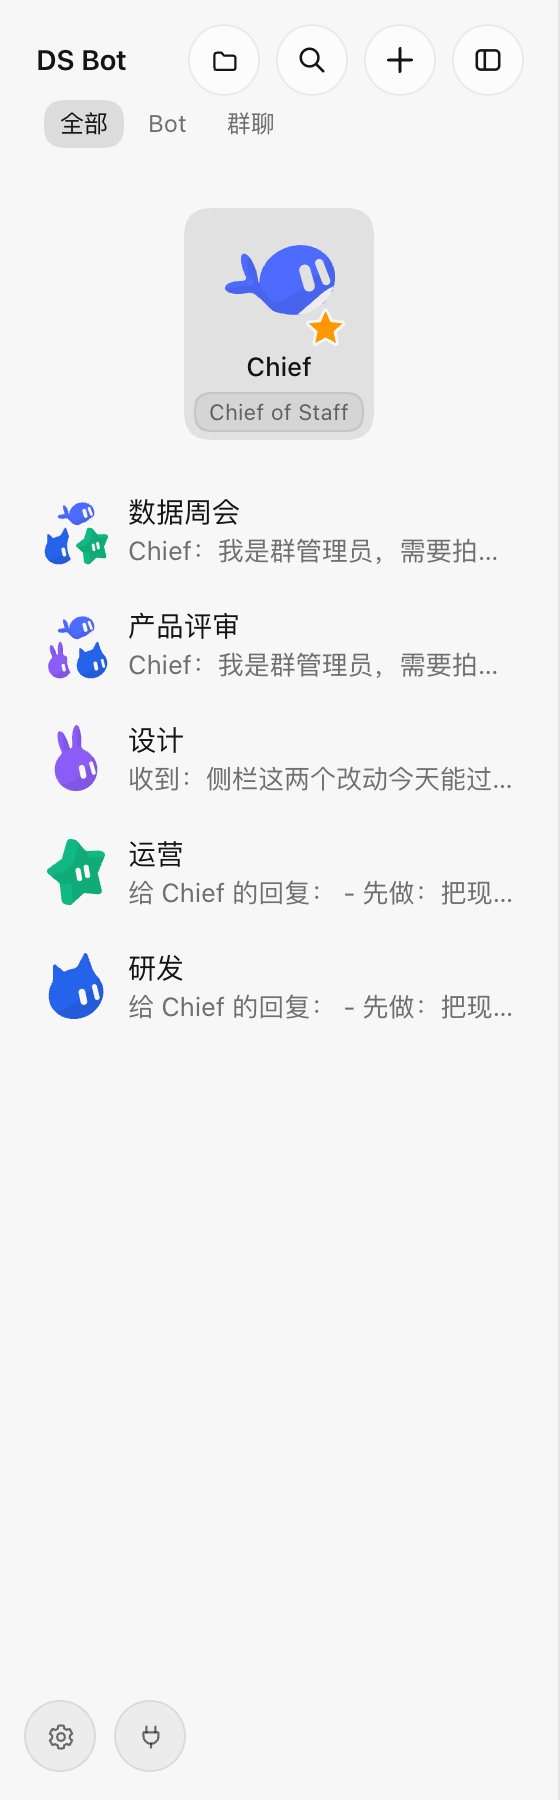 DS Bot
全部 Bot 群聊
Chief
Chief of Staff
数据周会
Chief：我是群管理员，需要拍...
产品评审
Chief：我是群管理员，需要拍...
设计
收到：侧栏这两个改动今天能过...
运营
给 Chief 的回复： - 先做：把现...
研发
给 Chief 的回复： - 先做：把现...